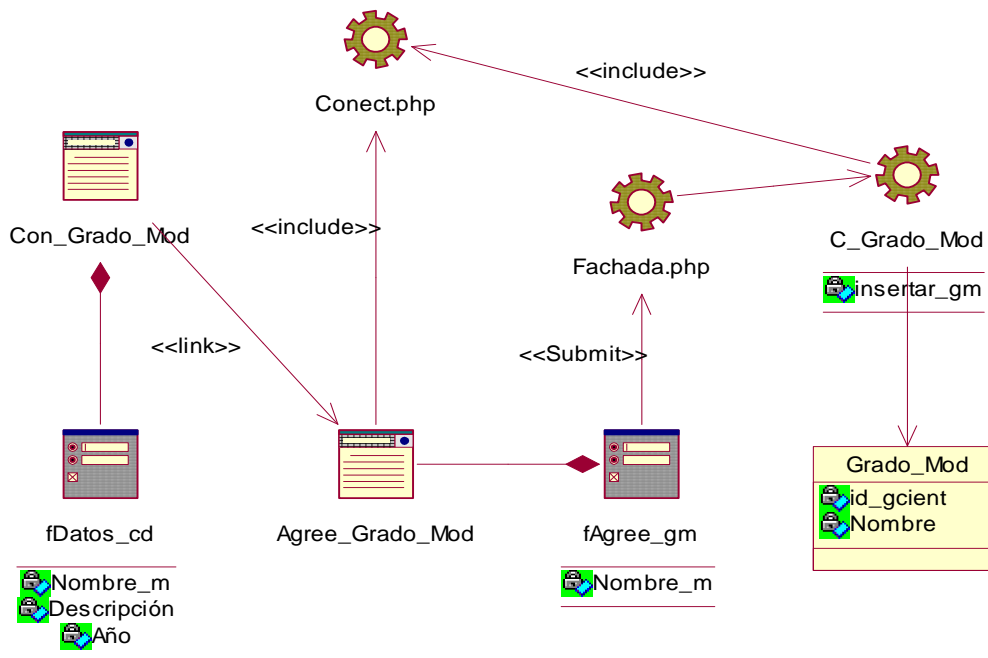 <<include>>
Conect.php
Con_Grado_Mod
<<include>>
Fachada.php
C_Grado_Mod
insertar_gm
<<link>>
<<Submit>>
Grado_Mod
id_gcient
Nombre
fDatos_cd
Agree_Grado_Mod
fAgree_gm
Nombre_m
Descripción
Año
Nombre_m